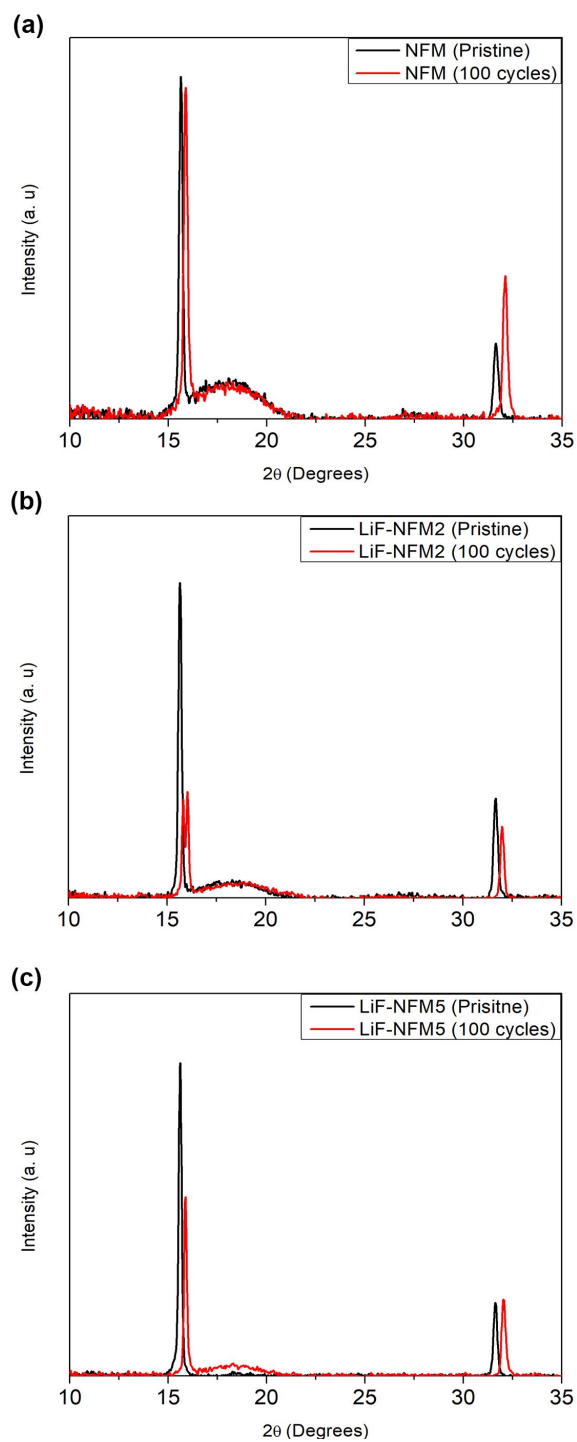 (a)
NFM (Pristine)
NFM (100 cycles)
Intensity (a. u)
10 15 20 25 30 35
2θ (Degrees)
(b)
LiF-NFM2 (Pristine)
LiF-NFM2 (100 cycles)
Intensity (a. u)
10 15 20 25 30 35
2θ (Degrees)
(c)
LiF-NFM5 (Prisitne)
LiF-NFM5 (100 cycles)
Intensity (a. u)
10 15 20 25 30 35
2θ (Degrees)